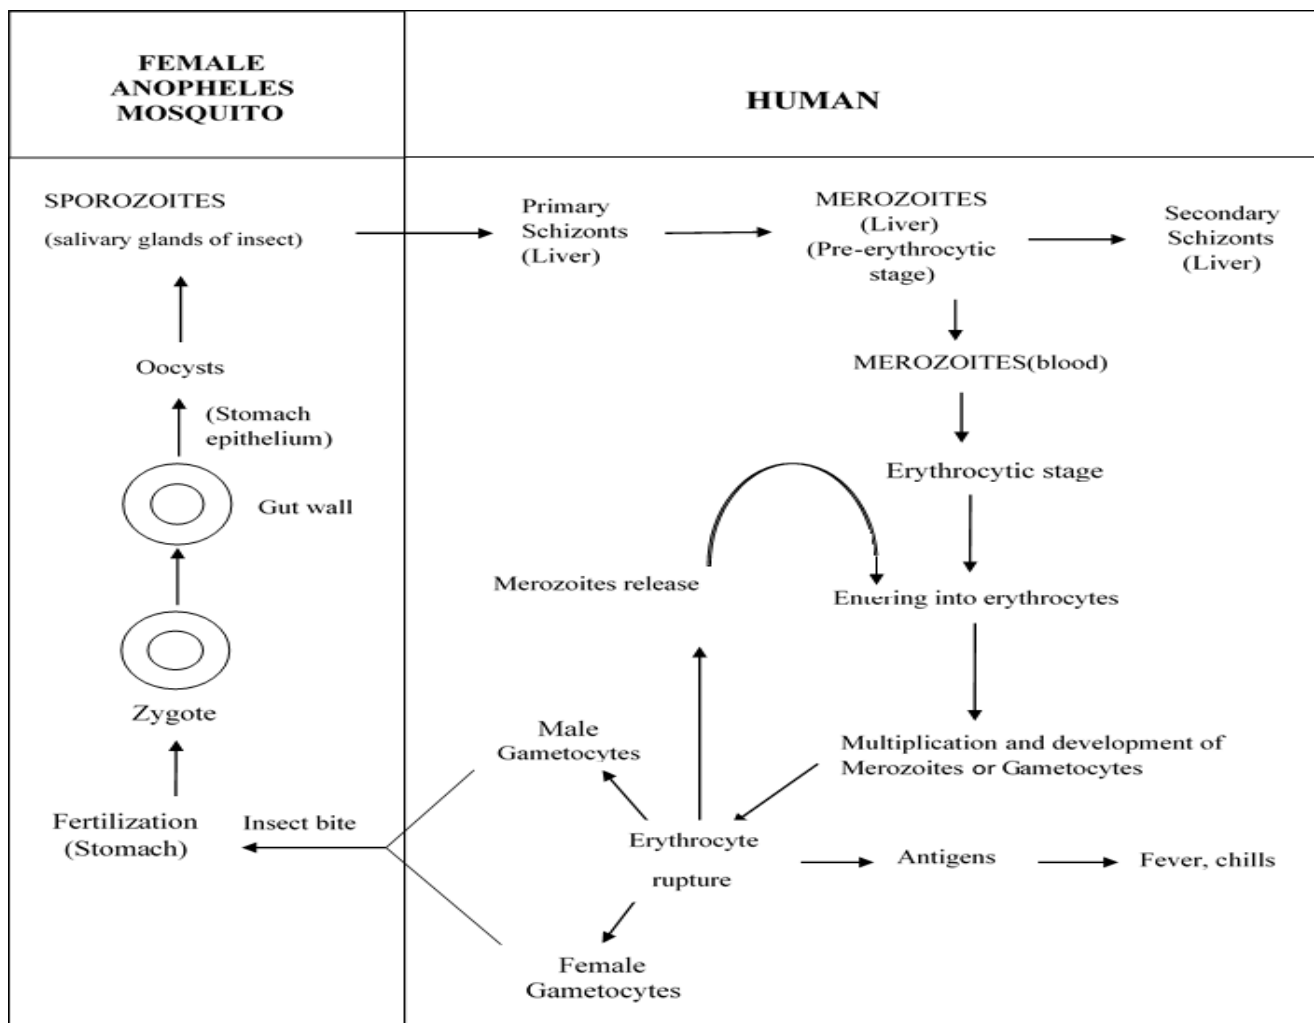 FEMALE
ANOPHELES
MOSQUITO
HUMAN
SPOROZOITES
(salivary glands of insect)
Primary
Schizonts
(Liver)
MEROZOITES
(Liver)
(Pre-erythrocytic
stage)
Secondary
Schizonts
(Liver)
Oocysts
MEROZOITES(blood)
(Stomach
epithelium)
Erythrocytic stage
Gut wall
Merozoites release
Entering into erythrocytes
Zygote
Male
Gametocytes
Multiplication and development of
Merozoites or Gametocytes
Fertilization
(Stomach)
Insect bite
Erythrocyte
rupture
Antigens
Fever, chills
Female
Gametocytes